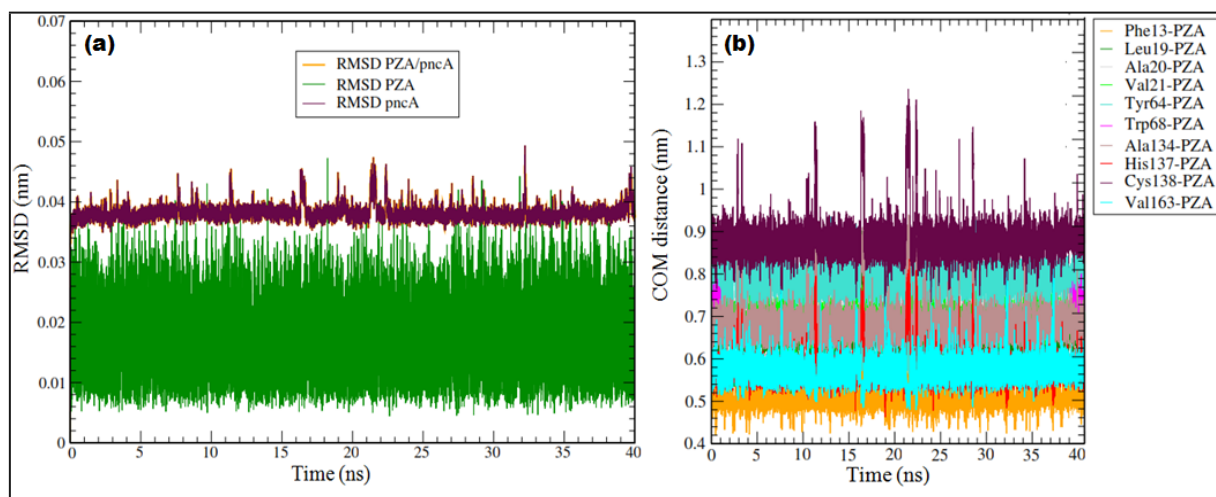 (a)
RMSD PZA/pncA
RMSD PZA
RMSD pncA
0.07
0.06
0.05
0.04
0.03
0.02
0.01
0
RMSD (nm)
0 5 10 15 20 25 30 35 40
Time (ns)
(b)
1.3
1.2
1.1
1
0.9
0.8
0.7
0.6
0.5
0.4
COM distance (nm)
0 5 10 15 20 25 30 35 40
Time (ns)
Phe13-PZA
Leu19-PZA
Ala20-PZA
Val21-PZA
Tyr64-PZA
Trp68-PZA
Ala134-PZA
His137-PZA
Cys138-PZA
Val163-PZA